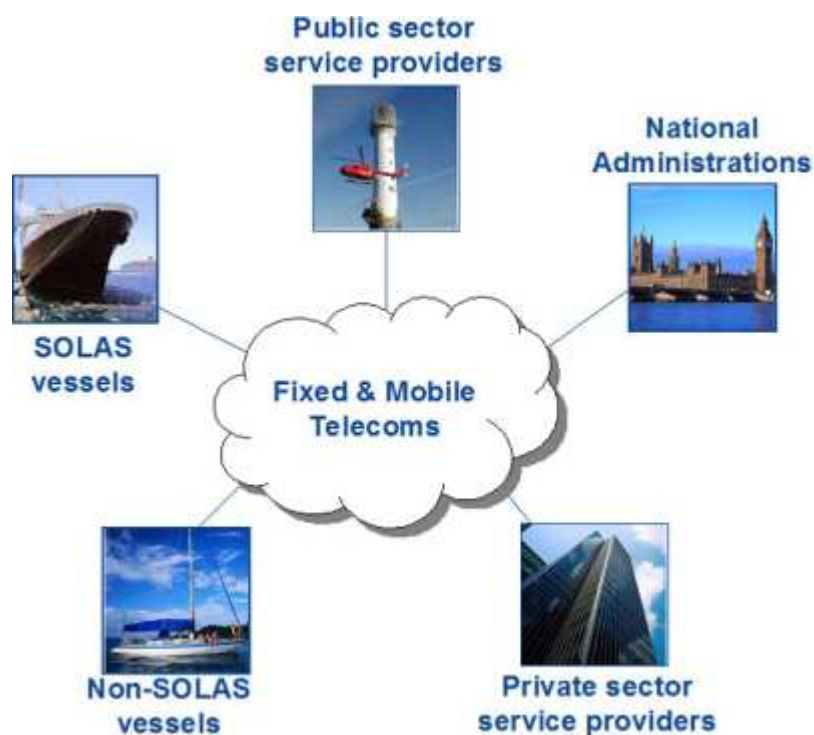 Public sector
service providers
National
Administrations
SOLAS
vessels
Fixed & Mobile
Telecoms
Non-SOLAS
vessels
Private sector
service providers